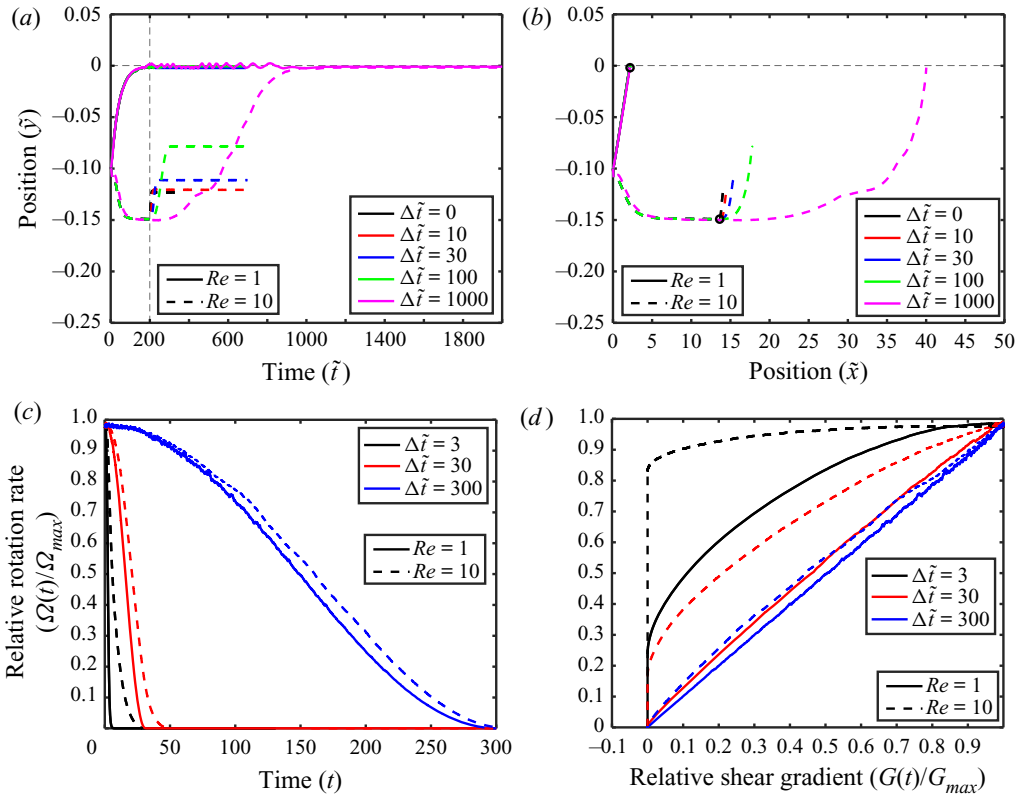 (a)
0.05
0
−0.05
−0.10
−0.15
−0.20
−0.25
Position (ỹ)
0 200 600 1000 1400 1800
Time (t̃)
Re = 1
Re = 10
Δt̃ = 0
Δt̃ = 10
Δt̃ = 30
Δt̃ = 100
Δt̃ = 1000
(b)
0.05
0
−0.05
−0.10
−0.15
−0.20
−0.25
0 5 10 15 20 25 30 35 40 45 50
Position (x̃)
Re = 1
Re = 10
Δt̃ = 0
Δt̃ = 10
Δt̃ = 30
Δt̃ = 100
Δt̃ = 1000
(c)
1.0
0.9
0.8
0.7
0.6
0.5
0.4
0.3
0.2
0.1
Relative rotation rate
(Ω(t)/Ωmax)
0 50 100 150 200 250 300
Time (t)
Δt̃ = 3
Δt̃ = 30
Δt̃ = 300
Re = 1
Re = 10
(d)
1.0
0.9
0.8
0.7
0.6
0.5
0.4
0.3
0.2
0.1
0
−0.1 0 0.1 0.2 0.3 0.4 0.5 0.6 0.7 0.8 0.9
Relative shear gradient (G(t)/Gmax)
Δt̃ = 3
Δt̃ = 30
Δt̃ = 300
Re = 1
Re = 10